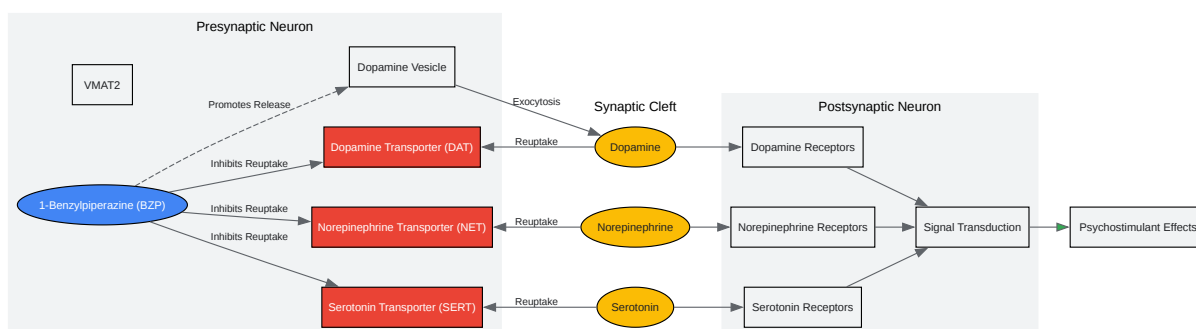 Presynaptic Neuron
VMAT2
Dopamine Vesicle
Promotes Release
Exocytosis
Synaptic Cleft
Postsynaptic Neuron
Dopamine Transporter (DAT)
Reuptake
Dopamine
Dopamine Receptors
Inhibits Reuptake
1-Benzylpiperazine (BZP)
Inhibits Reuptake
Norepinephrine Transporter (NET)
Reuptake
Norepinephrine
Norepinephrine Receptors
Signal Transduction
Psychostimulant Effects
Inhibits Reuptake
Serotonin Transporter (SERT)
Reuptake
Serotonin
Serotonin Receptors